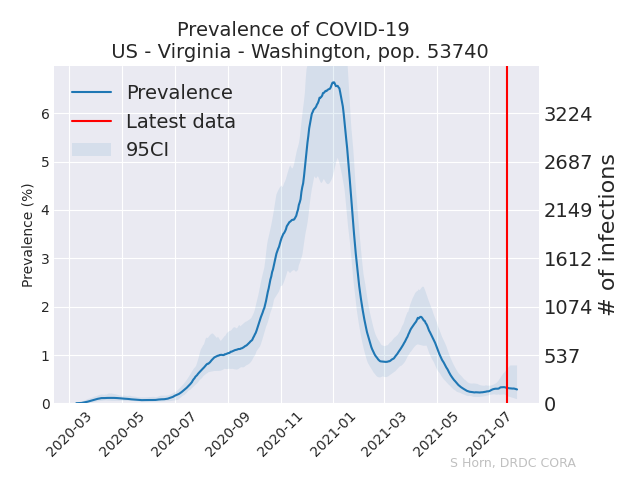 Prevalence of COVID-19
US - Virginia - Washington, pop. 53740
Prevalence
Latest data
95CI
Prevalence (%)
6
5
4
3
2
1
0
3224
2687
2149
1612
1074
537
0
# of infections
2020-03
2020-05
2020-07
2020-09
2020-11
2021-01
2021-03
2021-05
2021-07
S Horn, DRDC CORA